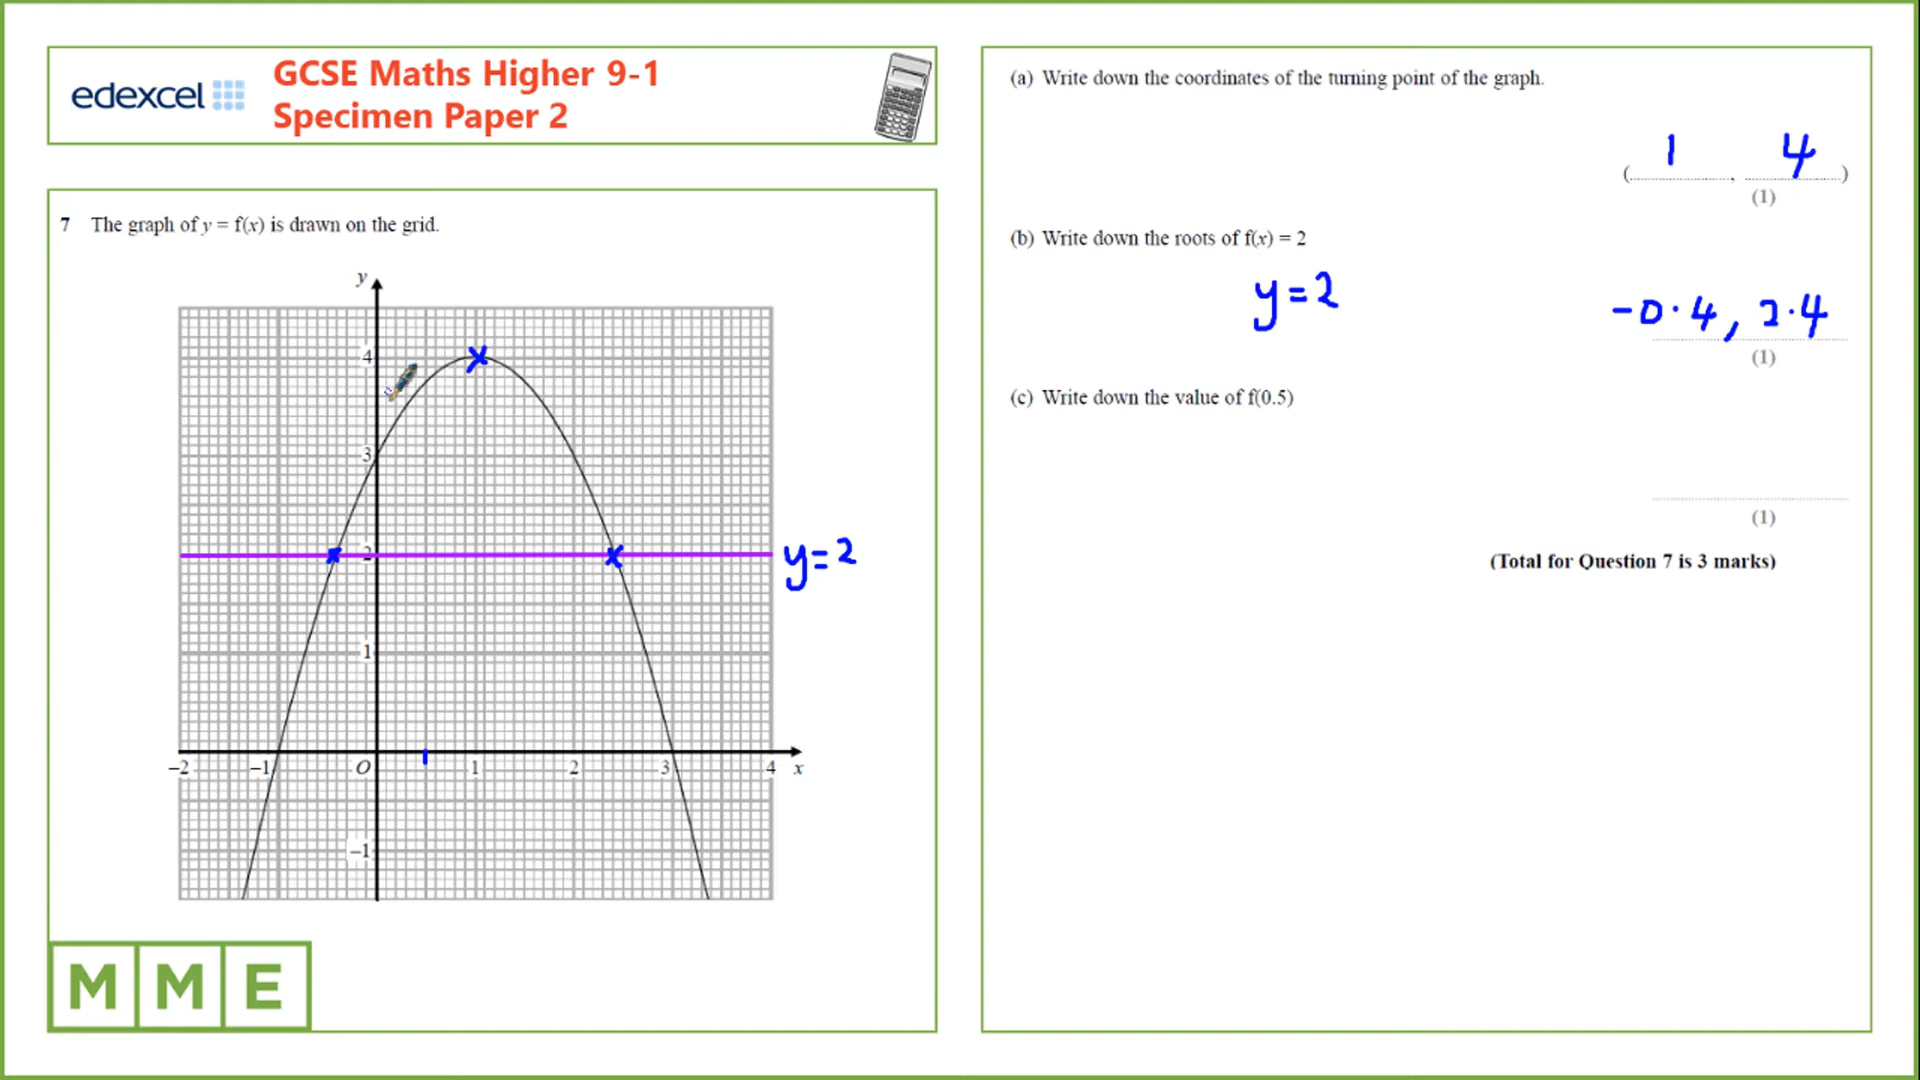 edexcel
GCSE Maths Higher 9-1
Specimen Paper 2
7 The graph of y = f(x) is drawn on the grid.
y
4
3
2
y=2
1
-2 -1 O 1 2 3 4 x
-1
MME
(a) Write down the coordinates of the turning point of the graph.
1 4
(..................., ...................)
(1)
(b) Write down the roots of f(x) = 2
y=2
-0.4, 2.4
(1)
(c) Write down the value of f(0.5)
(1)
(Total for Question 7 is 3 marks)